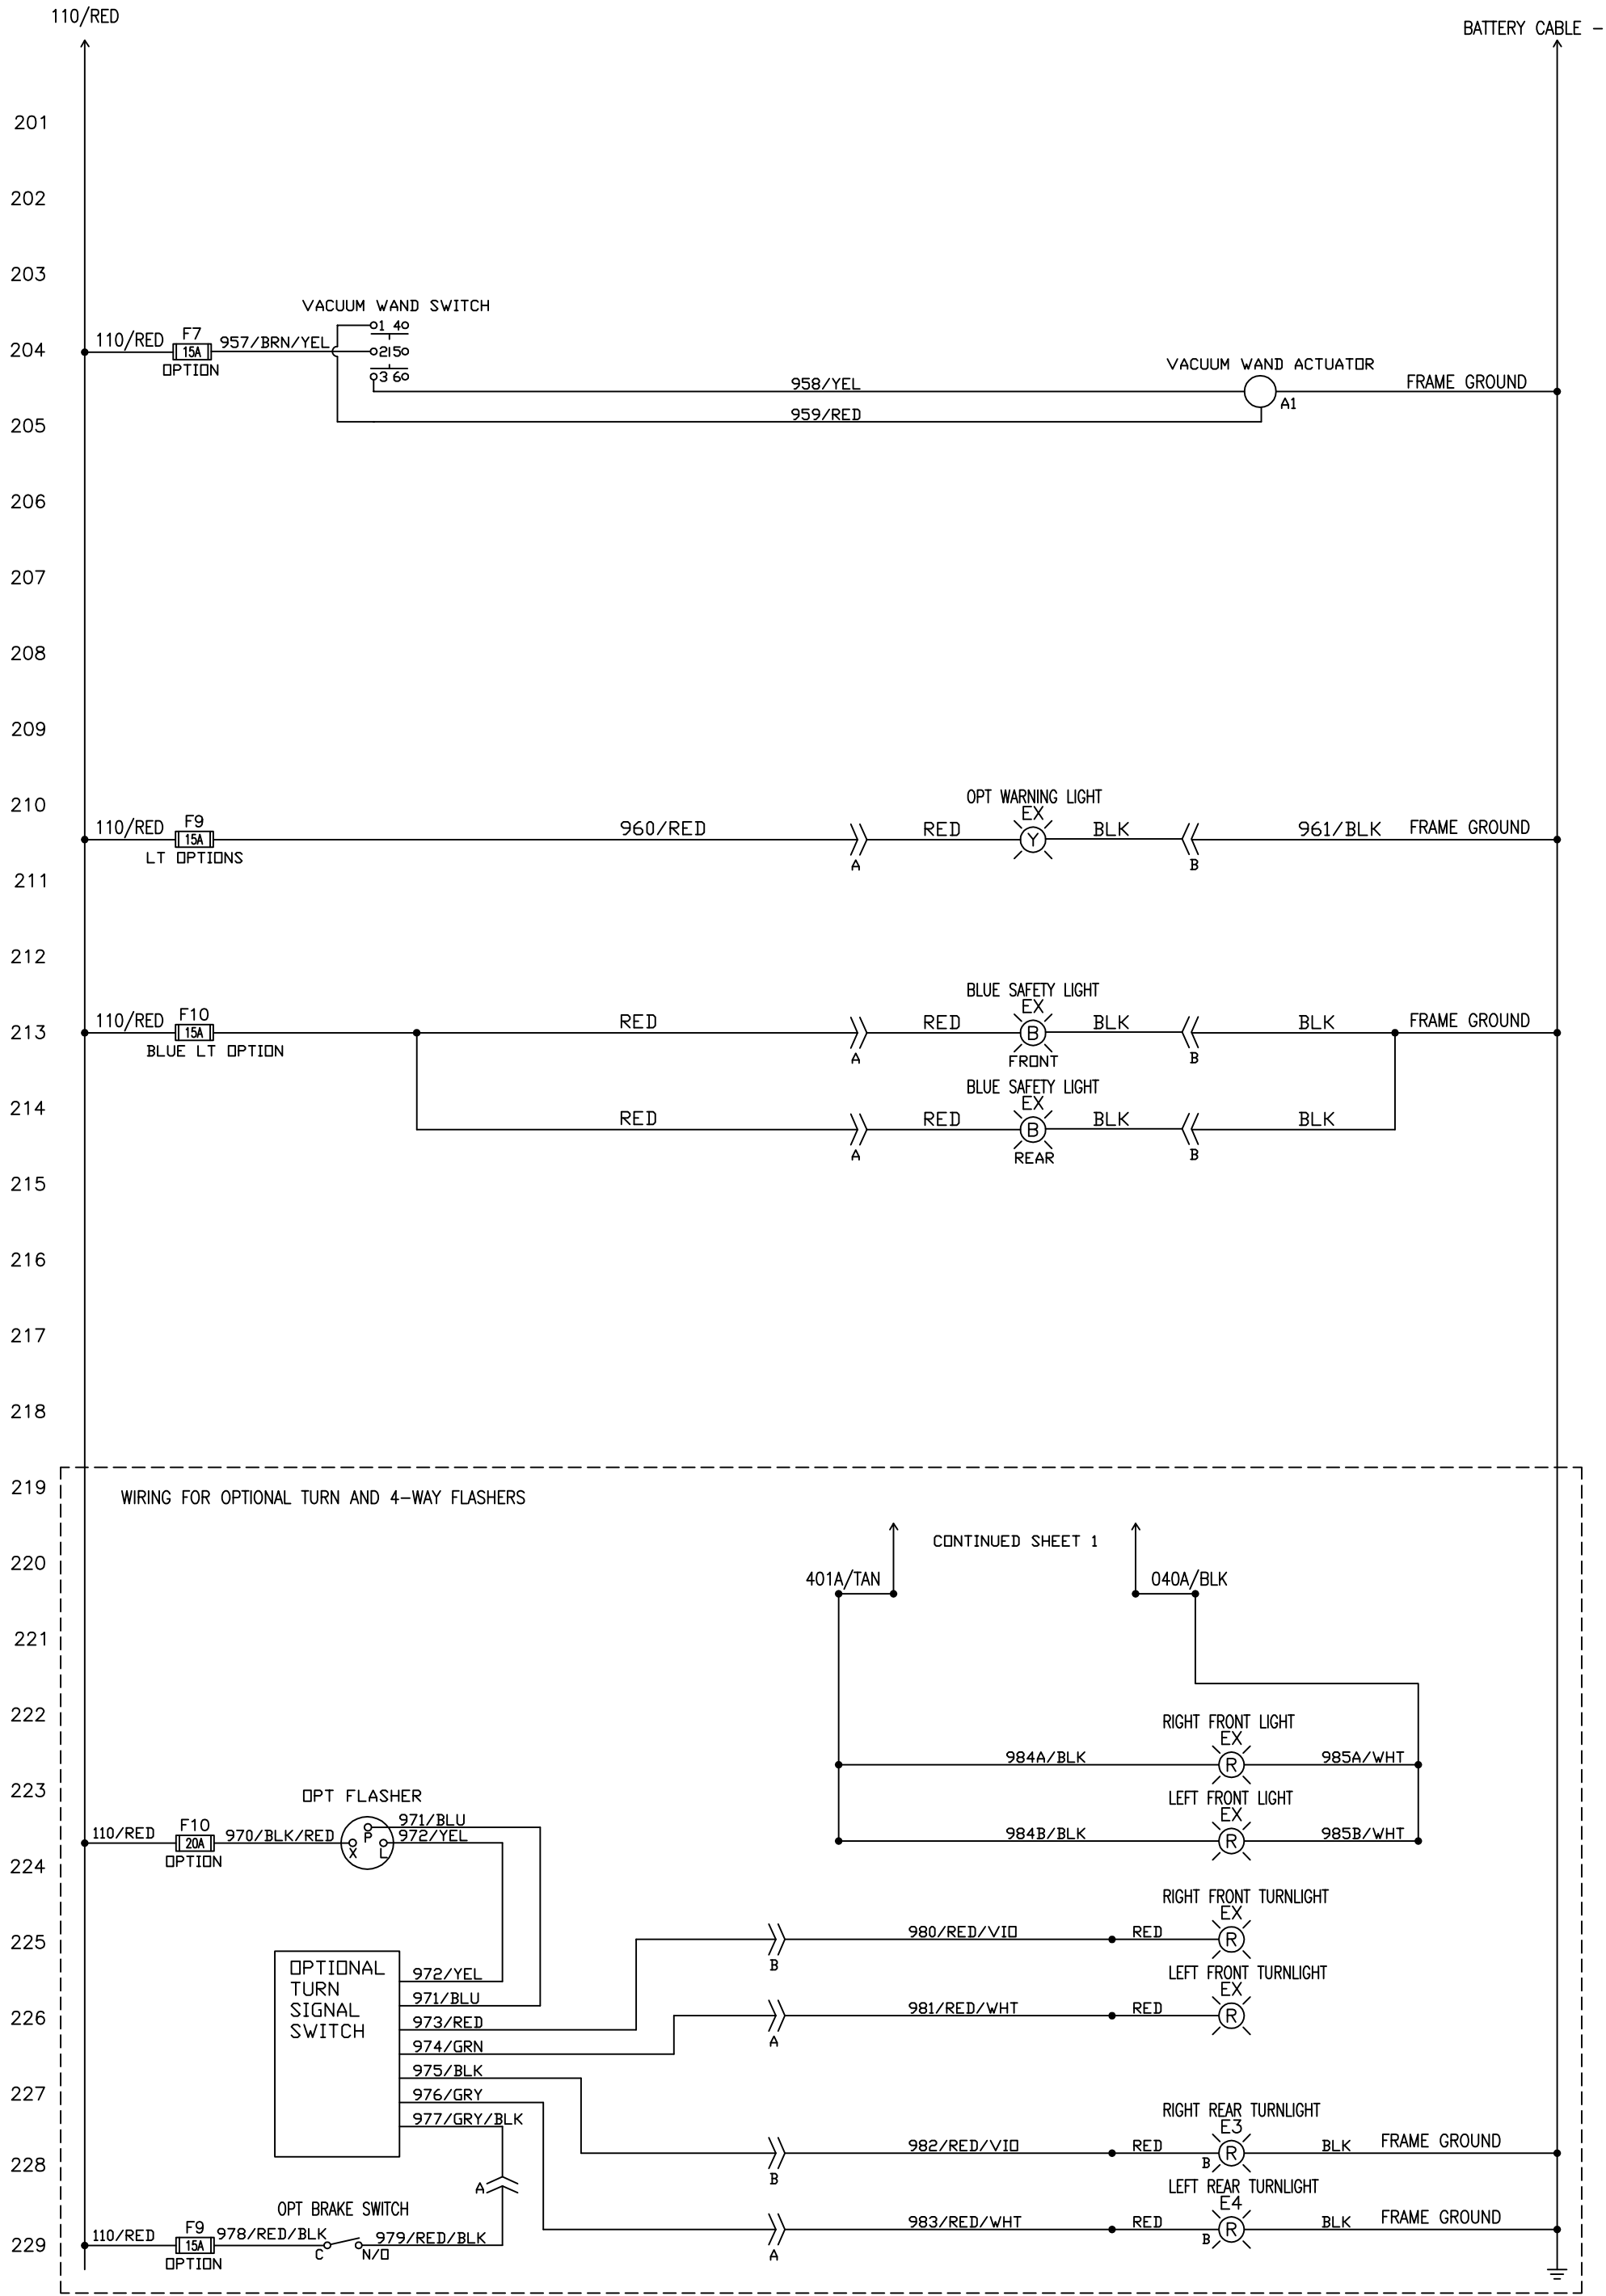 110/RED
BATTERY CABLE -
201
202
203
VACUUM WAND SWITCH
1 4
204
110/RED
F7
15A
OPTION
957/BRN/YEL
2 5
3 6
958/YEL
VACUUM WAND ACTUATOR
A1
FRAME GROUND
959/RED
205
206
207
208
209
210
OPT WARNING LIGHT
EX
110/RED
F9
15A
LT OPTIONS
960/RED
A
RED
Y
BLK
B
961/BLK
FRAME GROUND
211
212
BLUE SAFETY LIGHT
EX
213
110/RED
F10
15A
BLUE LT OPTION
RED
A
RED
B
FRONT
BLK
B
BLK
FRAME GROUND
214
BLUE SAFETY LIGHT
EX
RED
A
RED
B
REAR
BLK
B
BLK
215
216
217
218
219
WIRING FOR OPTIONAL TURN AND 4-WAY FLASHERS
220
CONTINUED SHEET 1
401A/TAN
040A/BLK
221
222
RIGHT FRONT LIGHT
EX
984A/BLK
R
985A/WHT
223
LEFT FRONT LIGHT
EX
984B/BLK
R
985B/WHT
OPT FLASHER
110/RED
F10
20A
OPTION
970/BLK/RED
X
P
L
971/BLU
972/YEL
224
225
RIGHT FRONT TURNLIGHT
EX
B
980/RED/VIO
RED
R
OPTIONAL
TURN
SIGNAL
SWITCH
972/YEL
971/BLU
973/RED
974/GRN
975/BLK
976/GRY
977/GRY/BLK
226
LEFT FRONT TURNLIGHT
EX
A
981/RED/WHT
RED
R
227
RIGHT REAR TURNLIGHT
E3
B
982/RED/VIO
RED
B
R
BLK
FRAME GROUND
228
A
LEFT REAR TURNLIGHT
E4
A
983/RED/WHT
RED
B
R
BLK
FRAME GROUND
OPT BRAKE SWITCH
229
110/RED
F9
15A
OPTION
978/RED/BLK
C
N/O
979/RED/BLK